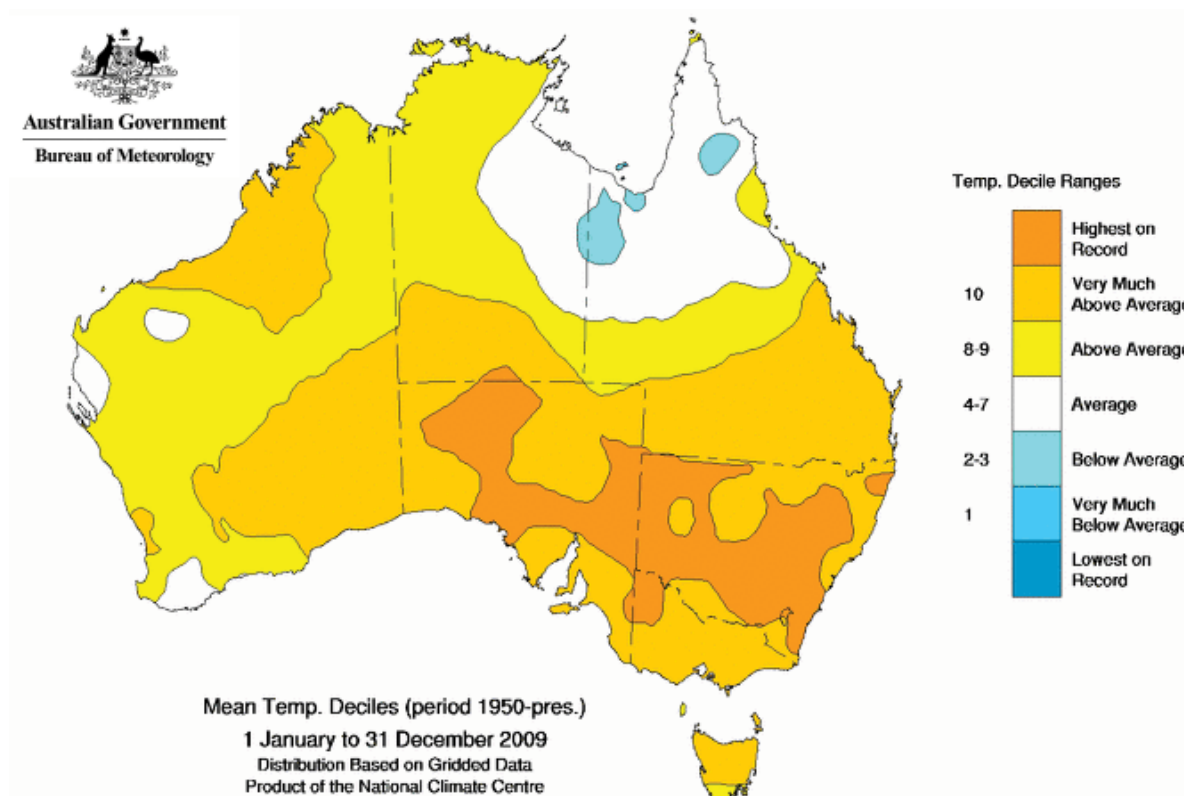 Australian Government
Bureau of Meteorology
Temp. Decile Ranges
Highest on
Record
10
Very Much
Above Average
8-9
Above Average
4-7
Average
2-3
Below Average
1
Very Much
Below Average
Lowest on
Record
Mean Temp. Deciles (period 1950-pres.)
1 January to 31 December 2009
Distribution Based on Gridded Data
Product of the National Climate Centre